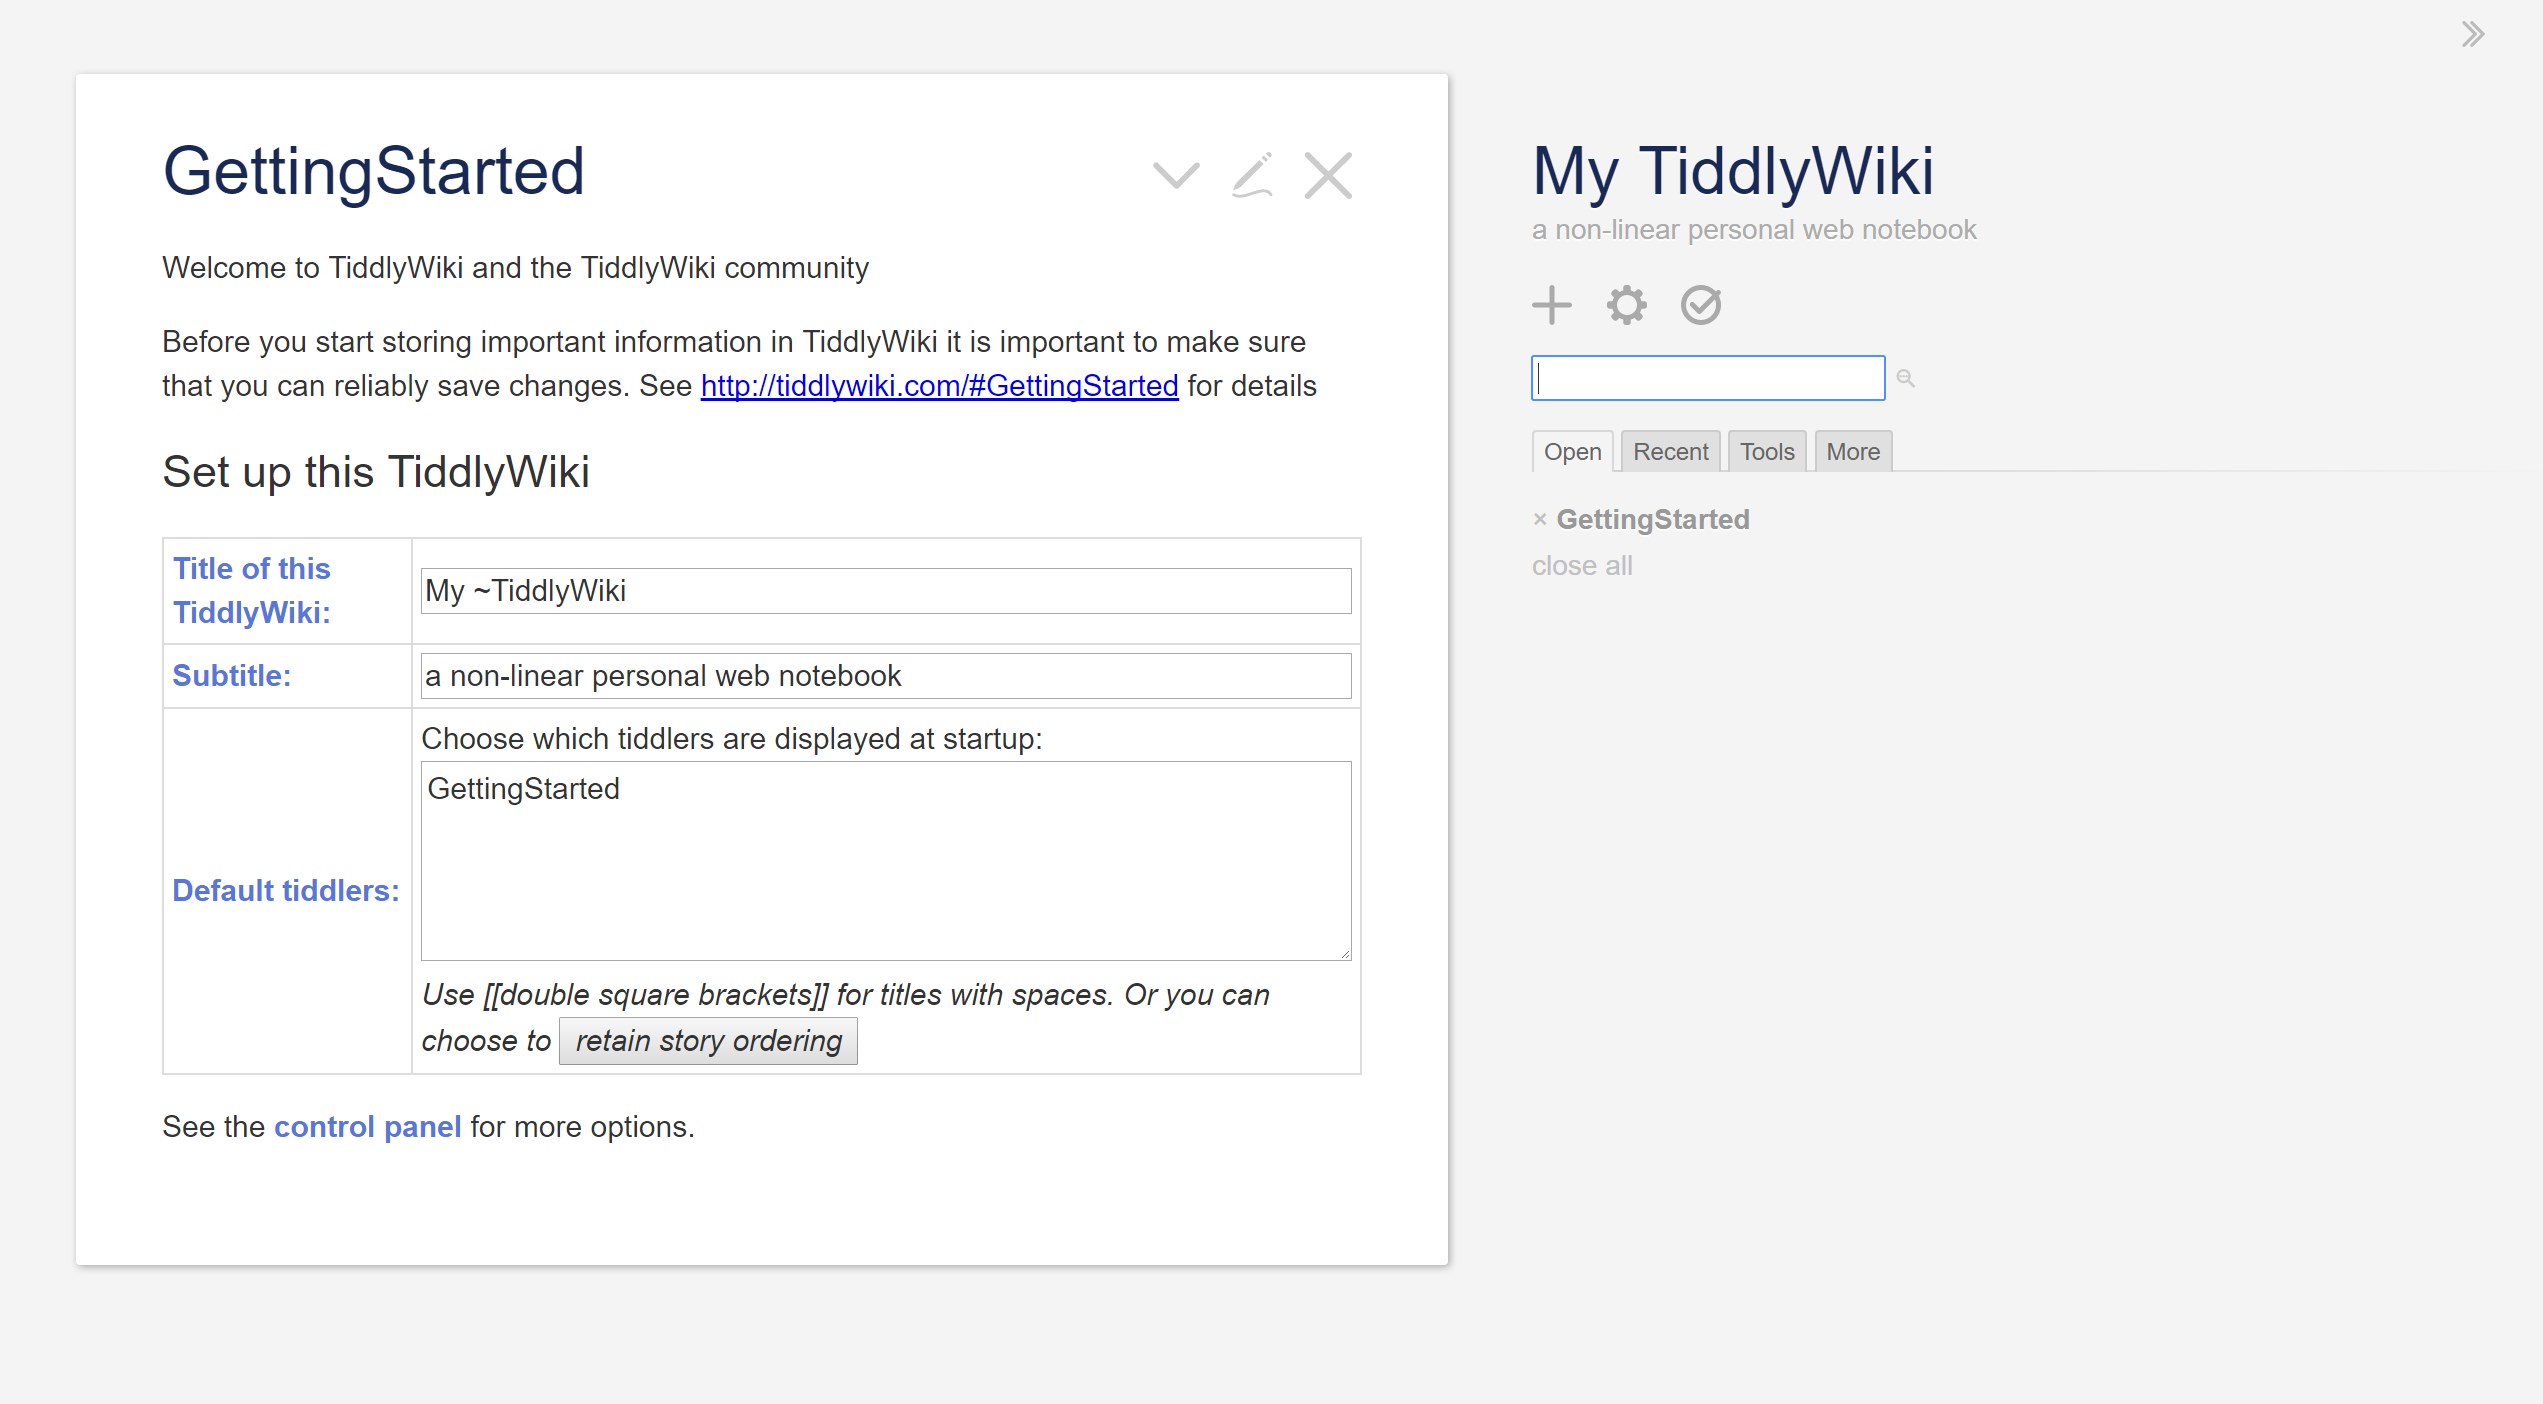 GettingStarted
Welcome to TiddlyWiki and the TiddlyWiki community
Before you start storing important information in TiddlyWiki it is important to make sure
that you can reliably save changes. See http://tiddlywiki.com/#GettingStarted for details
Set up this TiddlyWiki
Title of this
TiddlyWiki:
My ~TiddlyWiki
Subtitle:
a non-linear personal web notebook
Default tiddlers:
Choose which tiddlers are displayed at startup:
GettingStarted
Use [[double square brackets]] for titles with spaces. Or you can
choose to retain story ordering
See the control panel for more options.
My TiddlyWiki
a non-linear personal web notebook
Open Recent Tools More
× GettingStarted
close all